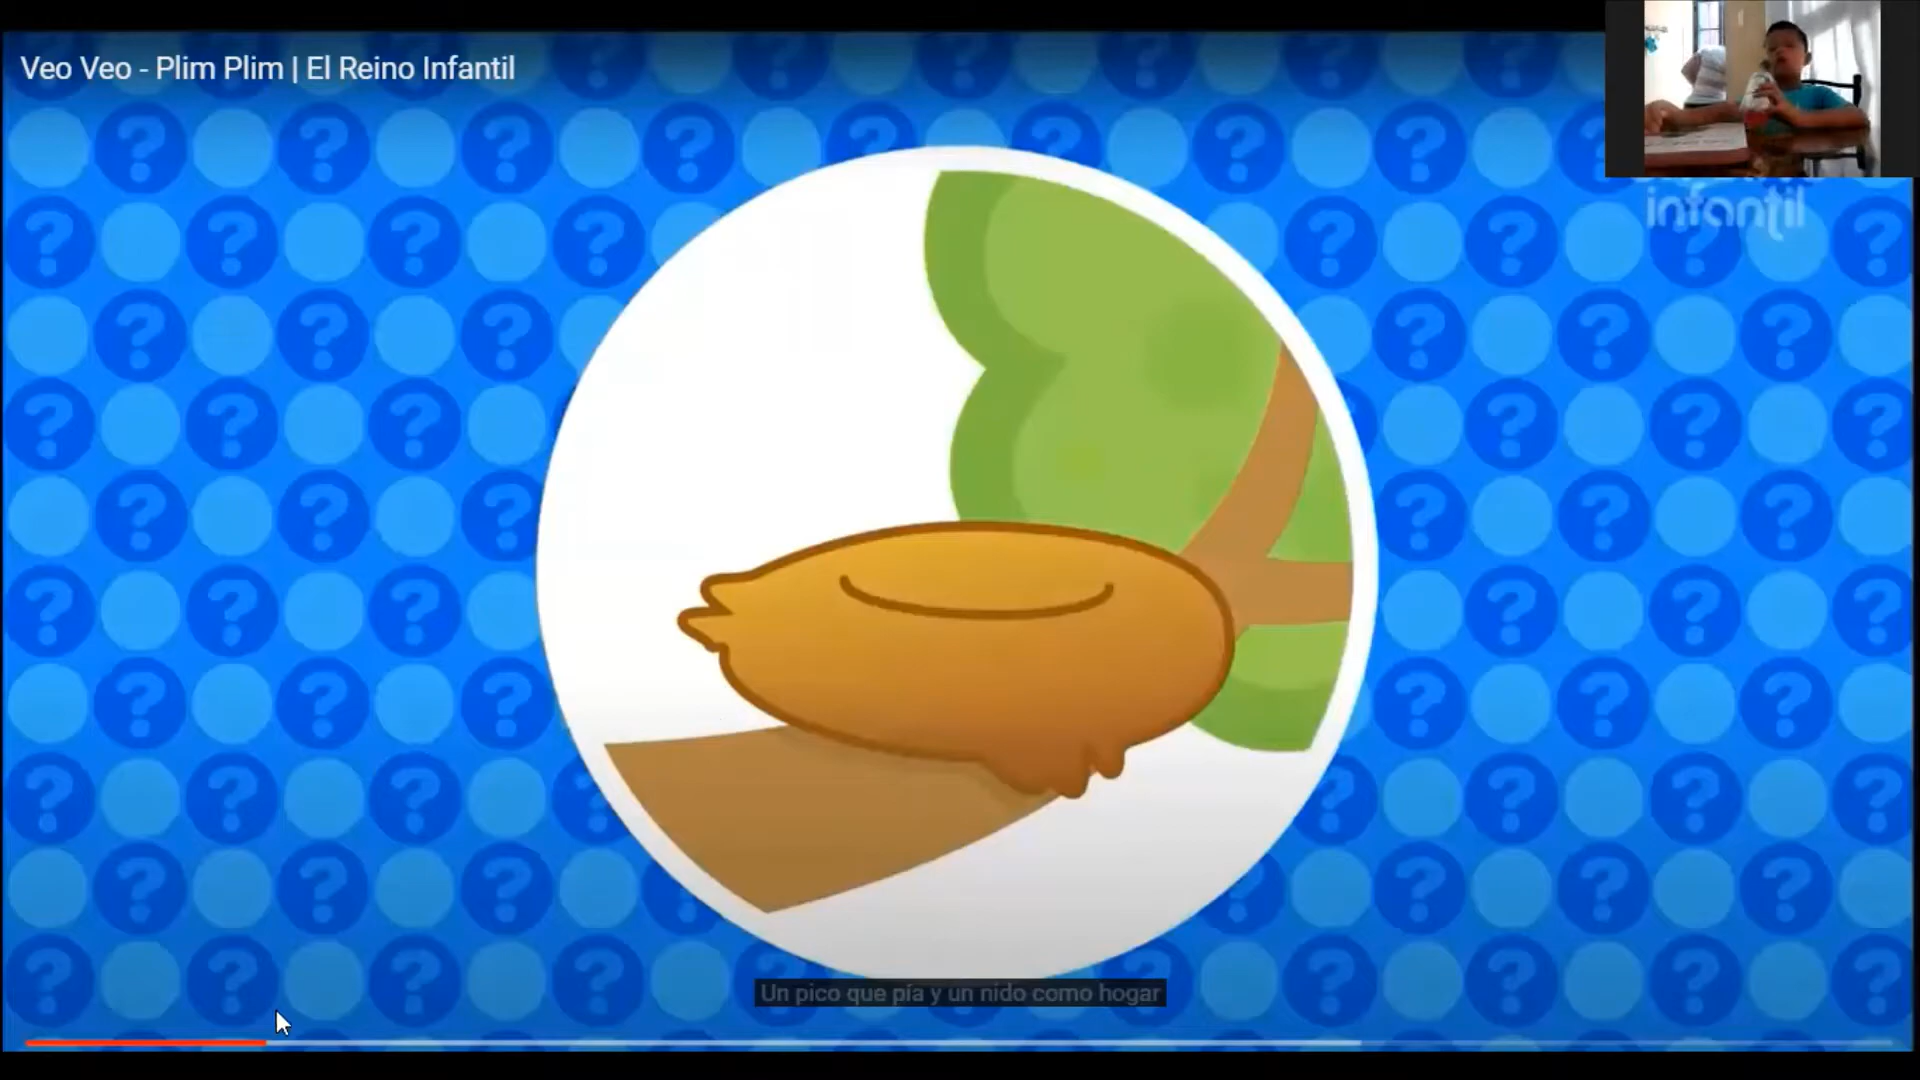 Veo Veo - Plim Plim | El Reino Infantil
infantil
Un pico que pía y un nido como hogar